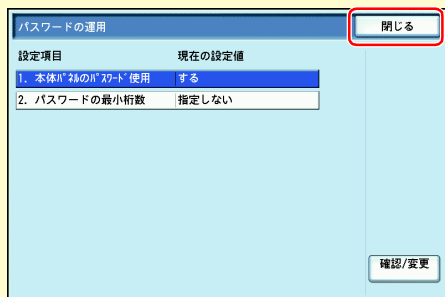 パスワードの運用
閉じる
設定項目 現在の設定値
1. 本体ﾊﾟﾈﾙのﾊﾟｽﾜｰﾄﾞ使用 する
2. パスワードの最小桁数 指定しない
確認/変更